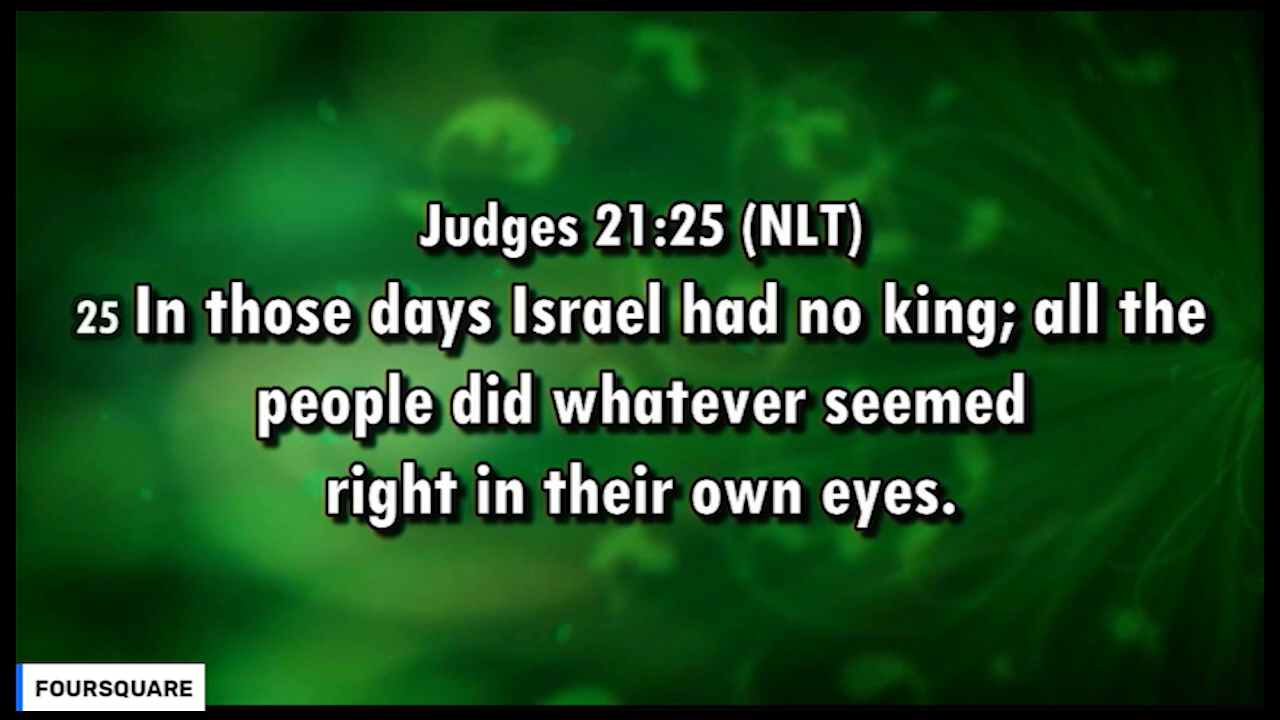 Judges 21:25 (NLT)
25 In those days Israel had no king; all the
people did whatever seemed
right in their own eyes.
FOURSQUARE